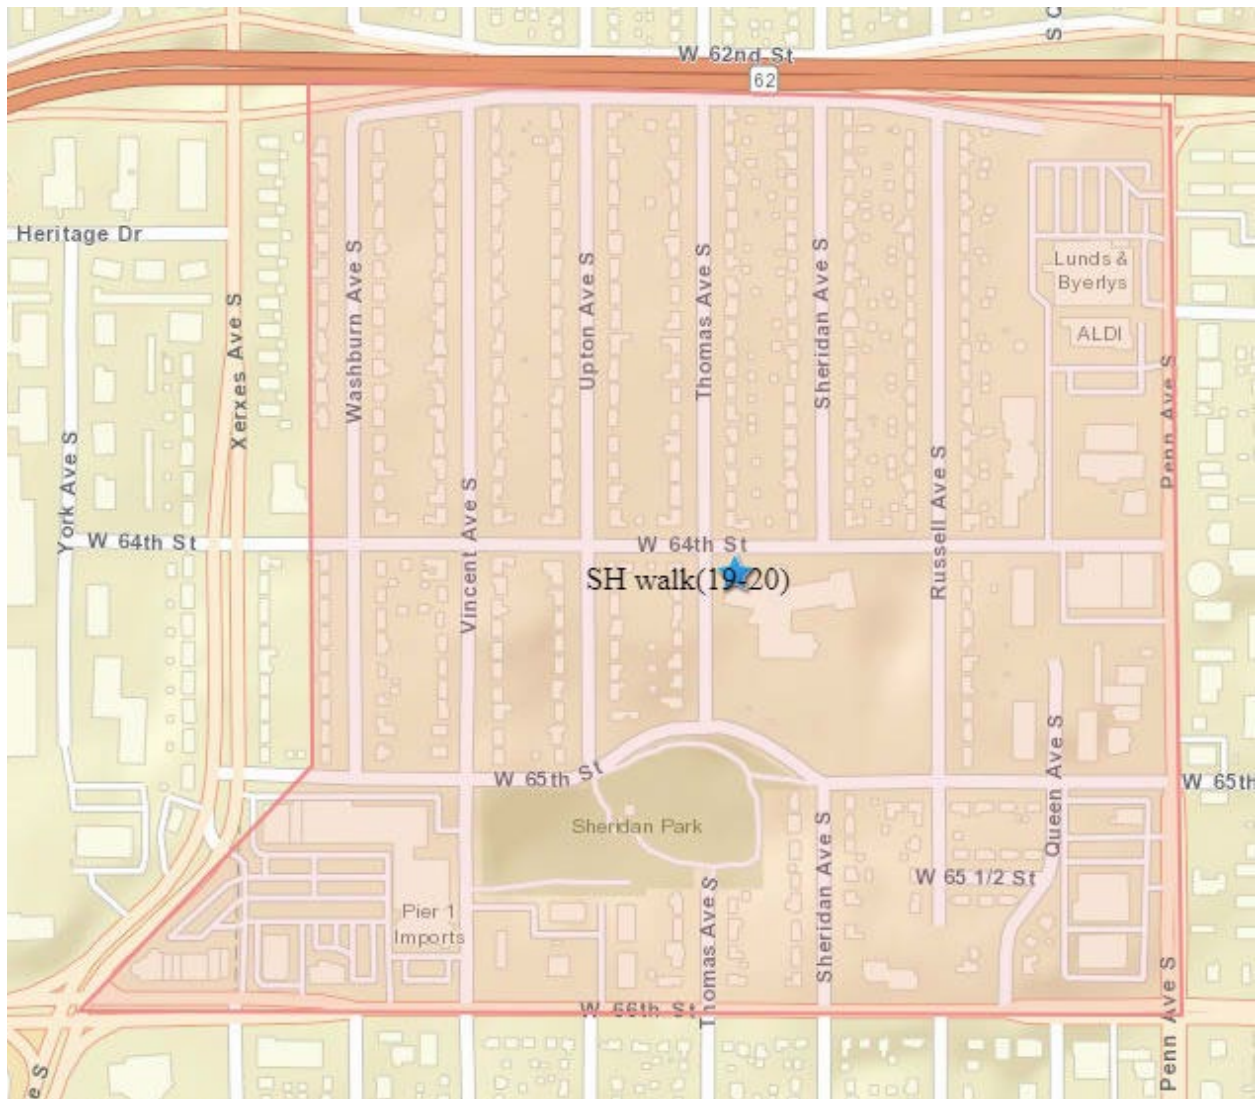 S O
W 62nd St
62
Heritage Dr
Lunds &
Byerlys
ALDI
Washburn Ave S
Upton Ave S
Thomas Ave S
Sheridan Ave S
Xerxes Ave S
Penn Ave S
York Ave S
Vincent Ave S
Russell Ave S
W 64th St
W 64th St
SH walk(19-20)
W 65th St
W 65th
Queen Ave S
Sheridan Park
W 65 1/2 St
Pier 1
Imports
Thomas Ave S
Sheridan Ave S
Penn Ave S
W 66th St
e S